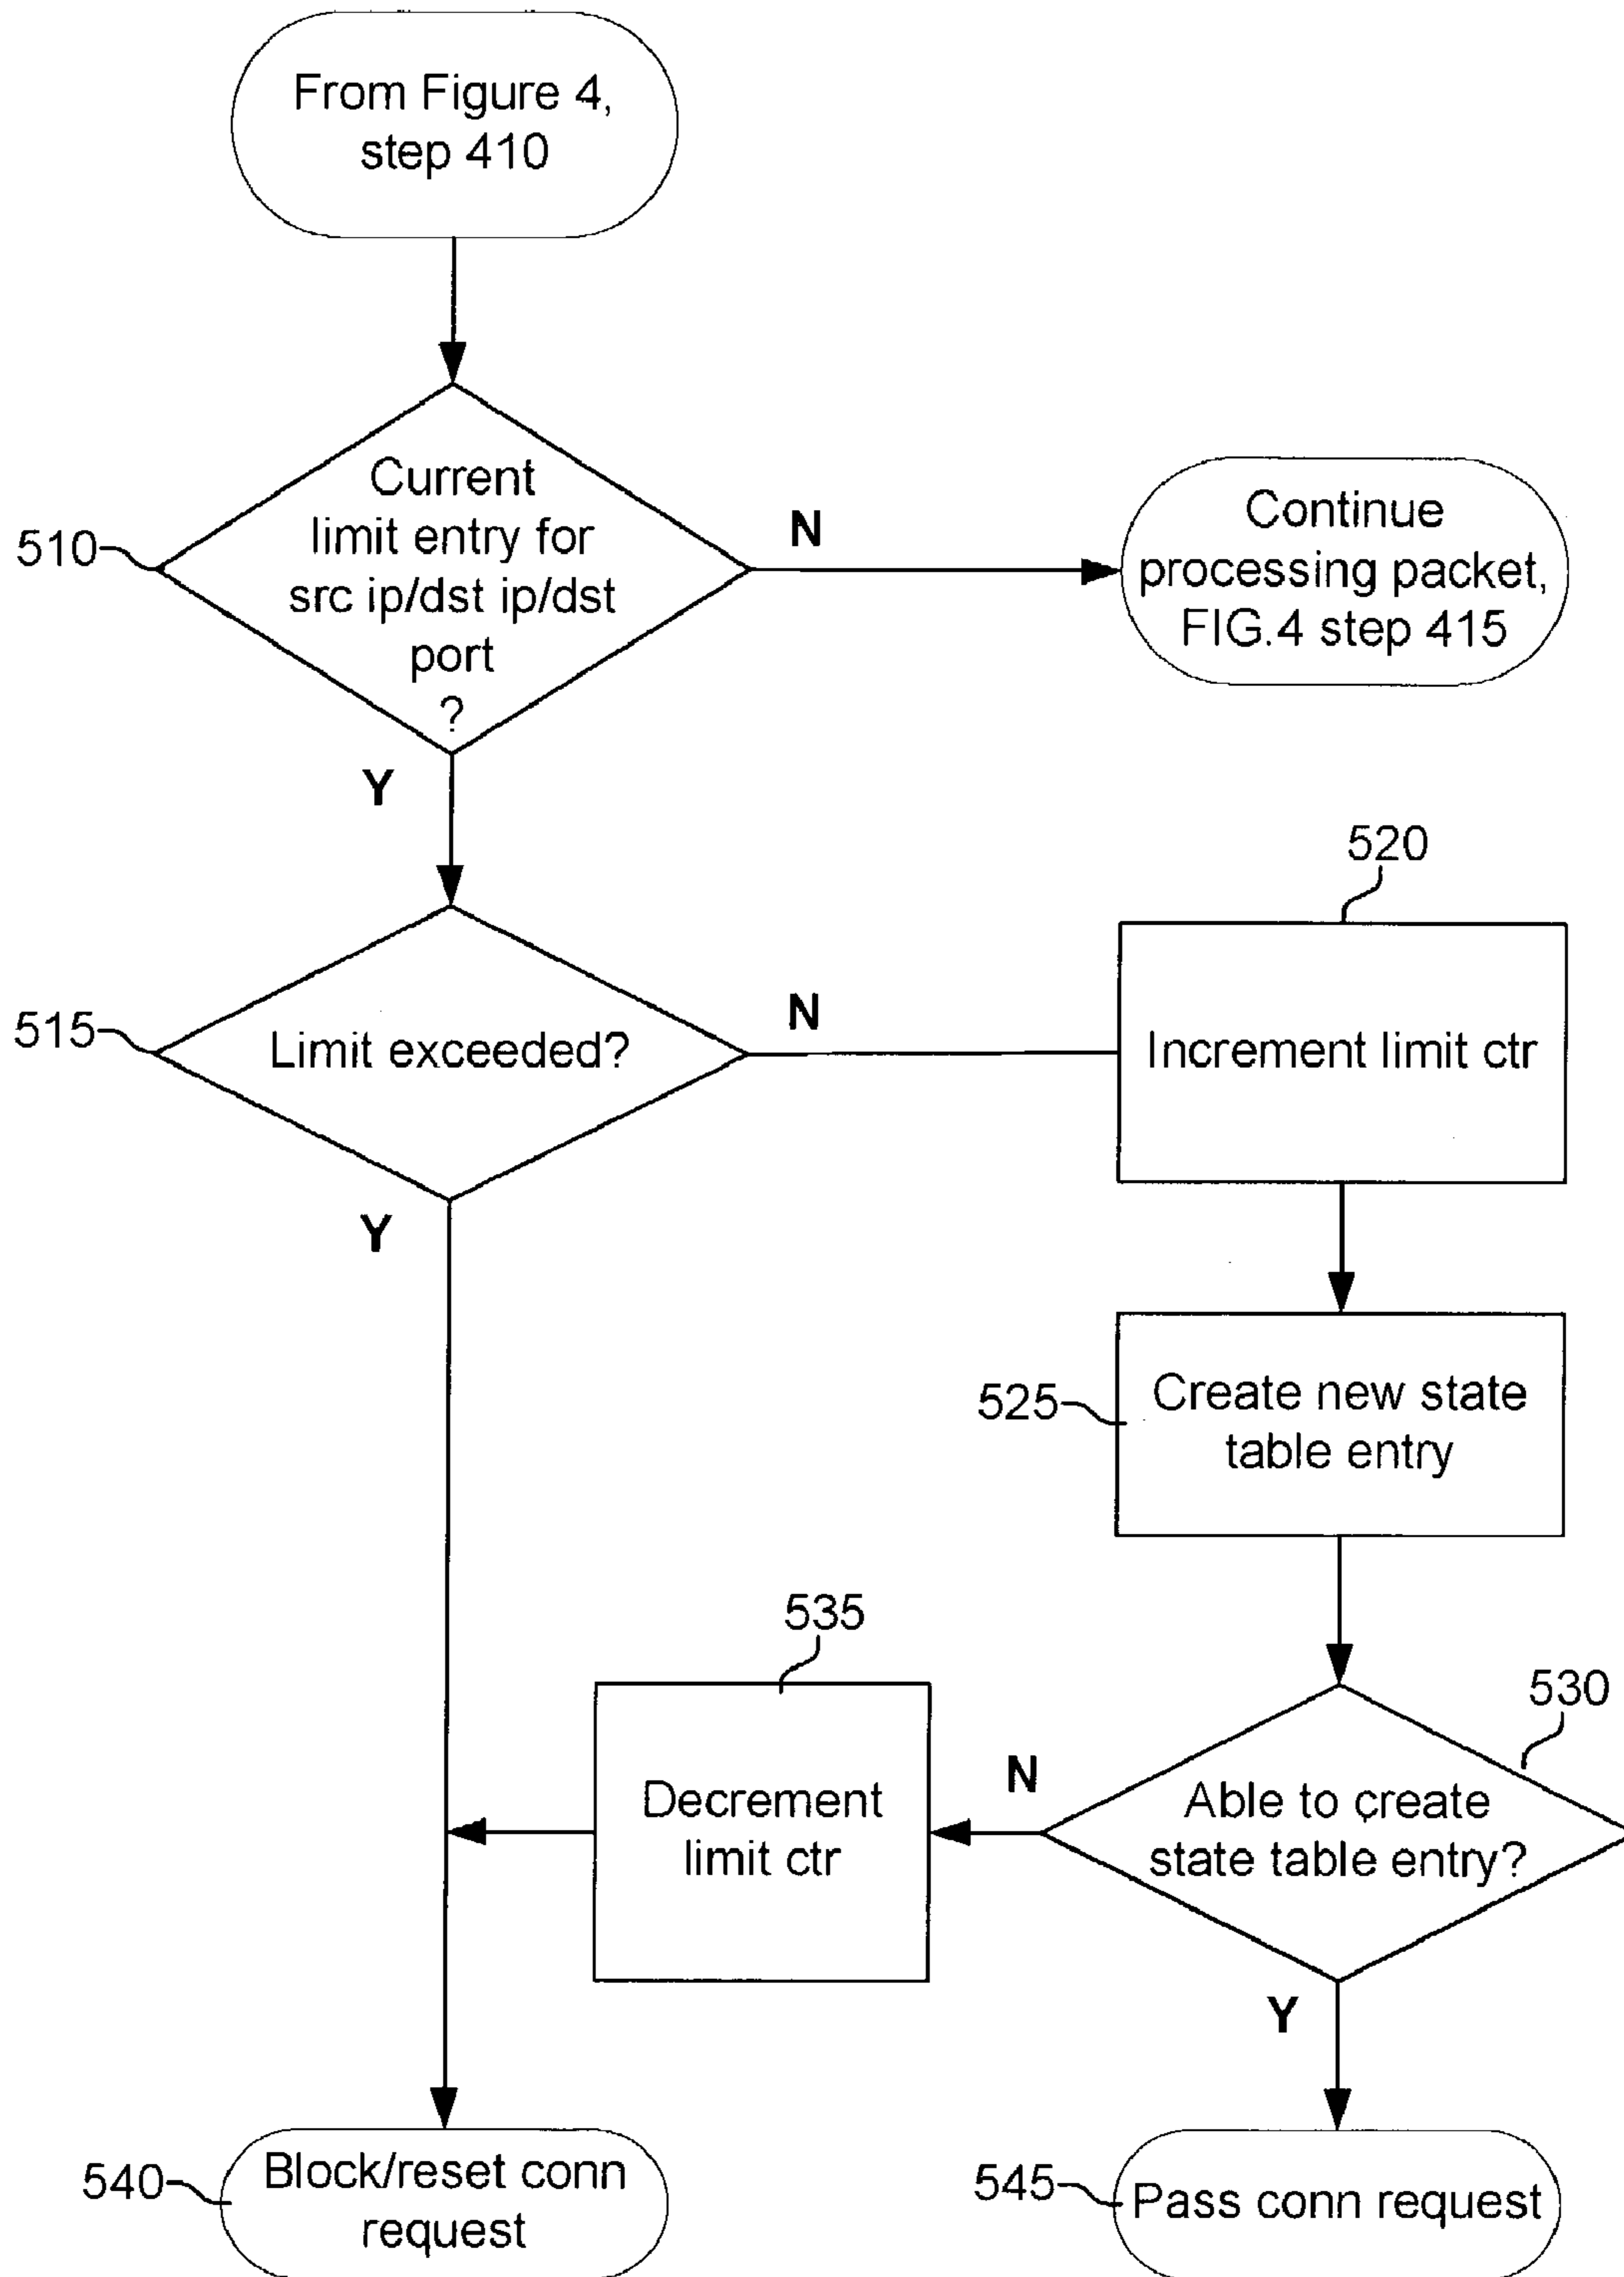 From Figure 4,
step 410
510
Current
limit entry for
src ip/dst ip/dst
port
?
N
Continue
processing packet,
FIG.4 step 415
Y
520
515
Limit exceeded?
N
Increment limit ctr
Y
525
Create new state
table entry
535
530
Decrement
limit ctr
N
Able to create
state table entry?
Y
540
Block/reset conn
request
545
Pass conn request